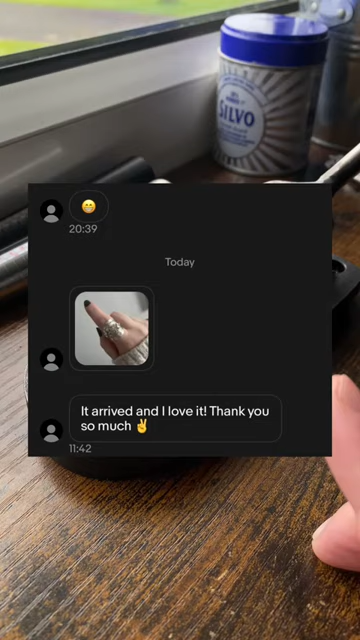 SILVO
😁
20:39
Today
It arrived and I love it! Thank you
so much ✌️
11:42